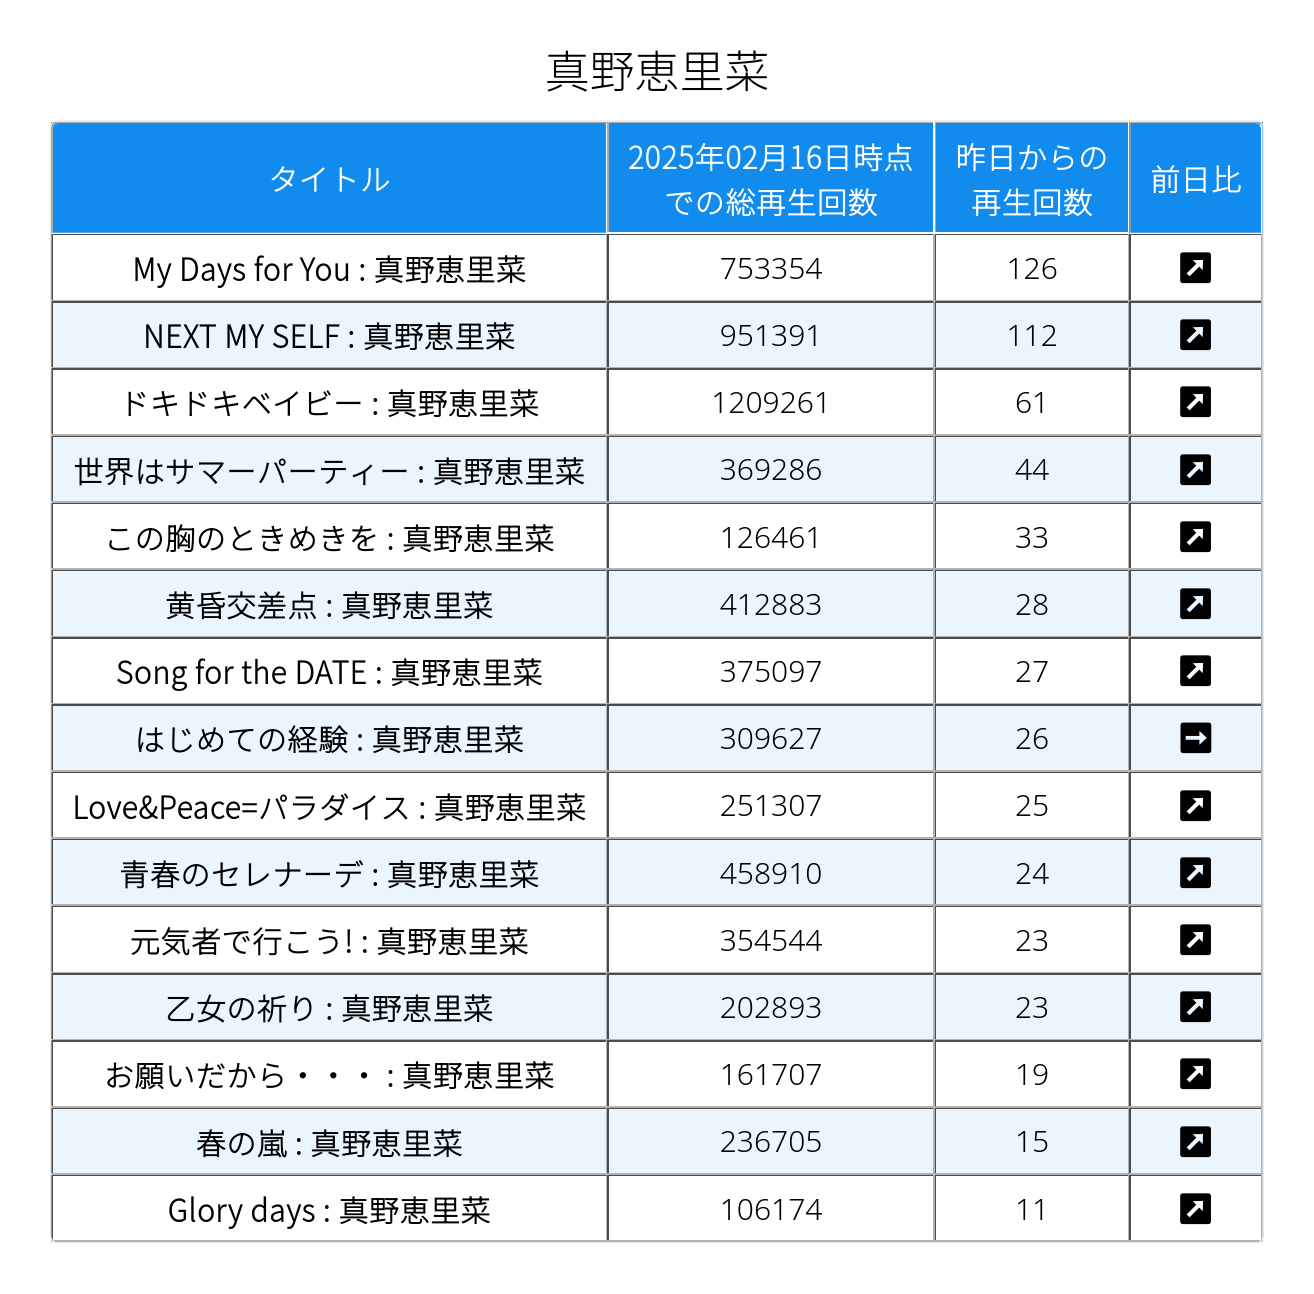 真野恵里菜
タイトル
2025年02月16日時点
での総再生回数
昨日からの
再生回数
前日比
My Days for You : 真野恵里菜 753354 126
NEXT MY SELF : 真野恵里菜 951391 112
ドキドキベイビー : 真野恵里菜 1209261 61
世界はサマーパーティー : 真野恵里菜 369286 44
この胸のときめきを : 真野恵里菜 126461 33
黄昏交差点 : 真野恵里菜 412883 28
Song for the DATE : 真野恵里菜 375097 27
はじめての経験 : 真野恵里菜 309627 26
Love&Peace=パラダイス : 真野恵里菜 251307 25
青春のセレナーデ : 真野恵里菜 458910 24
元気者で行こう! : 真野恵里菜 354544 23
乙女の祈り : 真野恵里菜 202893 23
お願いだから・・・ : 真野恵里菜 161707 19
春の嵐 : 真野恵里菜 236705 15
Glory days : 真野恵里菜 106174 11